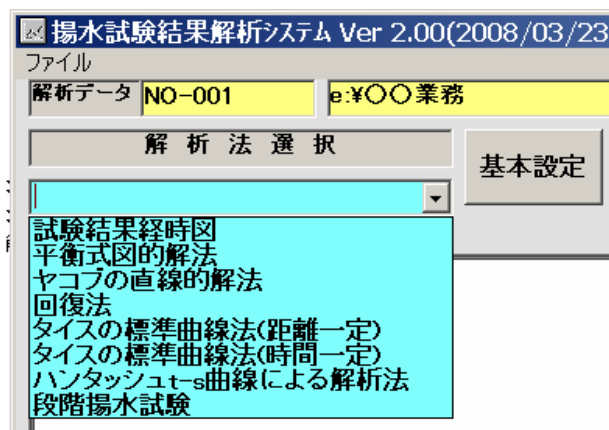 揚水試験結果解析システム Ver 2.00(2008/03/23
ファイル
解析データ NO-001 e:¥〇〇業務
解 析 法 選 択
基本設定
試験結果経時図
平衡式図的解法
ヤコブの直線的解法
回復法
タイスの標準曲線法(距離一定)
タイスの標準曲線法(時間一定)
ハンタッシュt-s曲線による解析法
段階揚水試験